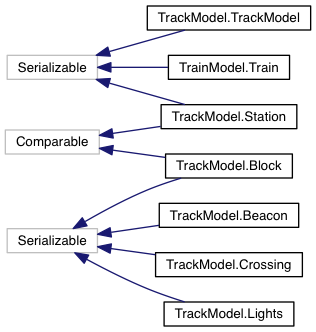 TrackModel.TrackModel
Serializable
TrainModel.Train
TrackModel.Station
Comparable
TrackModel.Block
TrackModel.Beacon
Serializable
TrackModel.Crossing
TrackModel.Lights